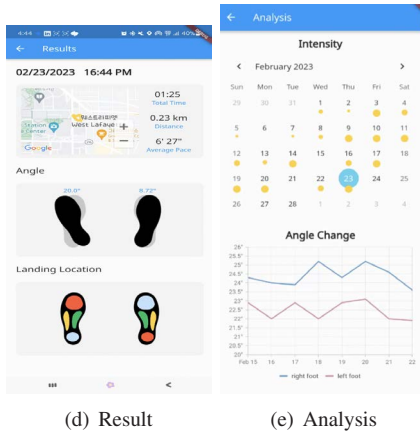 4:44
40%
← Results
02/23/2023 16:44 PM
01:25
Total Time
0.23 km
Distance
6' 27"
Average Pace
West Lafaye
Google
+
−
Angle
20.0° 8.72°
Landing Location
(d) Result
← Analysis
Intensity
< February 2023 >
Sun Mon Tue Wed Thu Fri Sat
29 30 31 1 2 3 4
5 6 7 8 9 10 11
12 13 14 15 16 17 18
19 20 21 22 23 24 25
26 27 28 1 2 3 4
Angle Change
26°
25.5°
25°
24.5°
24°
23.5°
23°
22.5°
22°
21.5°
21°
20.5°
20°
Feb 15 16 17 18 19 20 21 22
right foot left foot
(e) Analysis